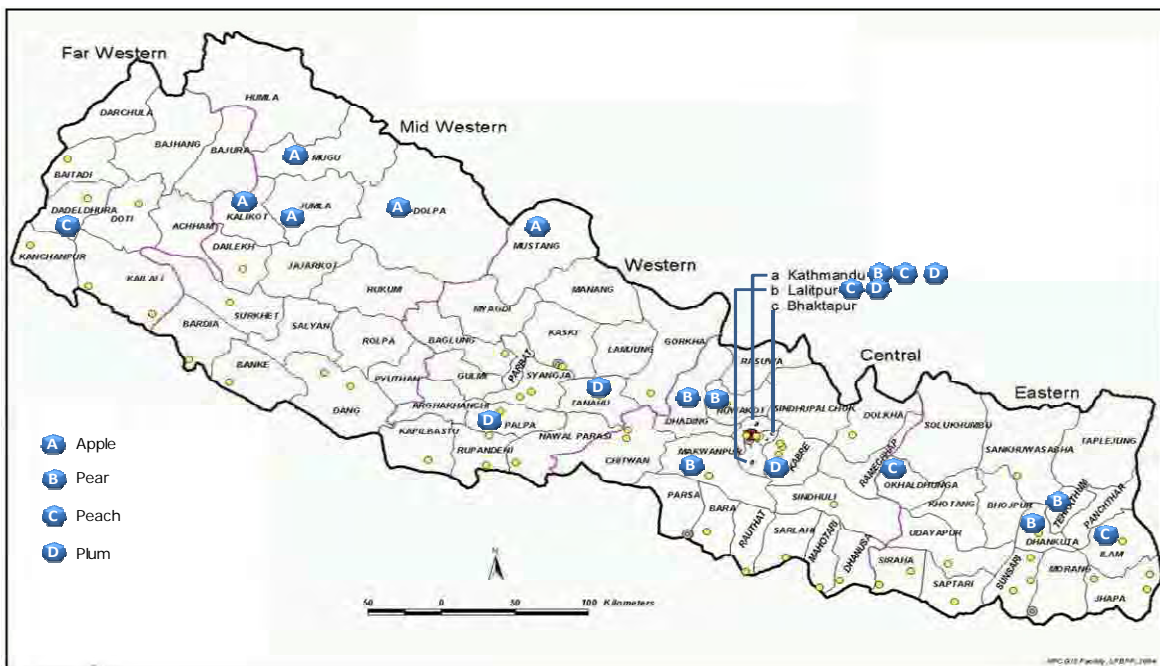 Far Western
HUMLA
DARCHULA
Mid Western
BAJHANG
BAJURA
A MUGU
BAITADI
DADELDHURA
DOTI
C
ACHHAM
A
KALIKOT
A
JUMLA
A DOLPA
A
MUSTANG
KANCHANPUR
DAILEKH
JAJARKOT
KAILALI
Western
MANANG
a Kathmandu B C D
b Lalitpur C D
c Bhaktapur
RUKUM
MYAGDI
SURKHET
BARDIA
SALYAN
ROLPA
BAGLUNG
KASKI
LAMJUNG
GORKHA
RASUWA
Central
BANKE
PYUTHAN
GULMI
PARBAT
SYANGJA
Eastern
DANG
ARGHAKHANCHI
D
TANAHU
B B
DHADING
NUWAKOT
SINDHUPALCHOK
DOLKHA
SOLUKHUMBU
SANKHUWASABHA
TAPLEJUNG
KAPILBASTU
D PALPA
NAWAL PARASI
RUPANDEHI
CHITWAN
MAKWANPUR
B
D
KABRE
RAMECHHAP
C
OKHALDHUNGA
KHOTANG
BHOJPUR
B
TERHATHUM
PANCHTHAR
PARSA
BARA
RAUTHAT
SARLAHI
SINDHULI
MAHOTARI
DHANUSA
UDAYAPUR
B
DHANKUTA
C
ILAM
SIRAHA
SAPTARI
SUNSARI
MORANG
JHAPA
A Apple
B Pear
C Peach
D Plum
N
50 0 50 100 Kilometers